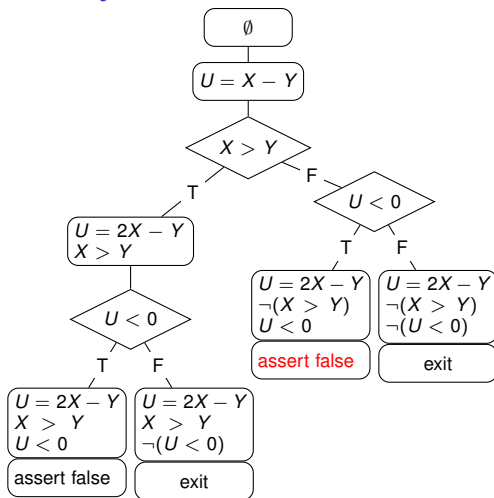 ∅
U = X − Y
X > Y
T
F
U = 2X − Y
X > Y
U < 0
T
F
U = 2X − Y
¬(X > Y)
U < 0
assert false
U = 2X − Y
¬(X > Y)
¬(U < 0)
exit
U < 0
T
F
U = 2X − Y
X > Y
U < 0
assert false
U = 2X − Y
X > Y
¬(U < 0)
exit